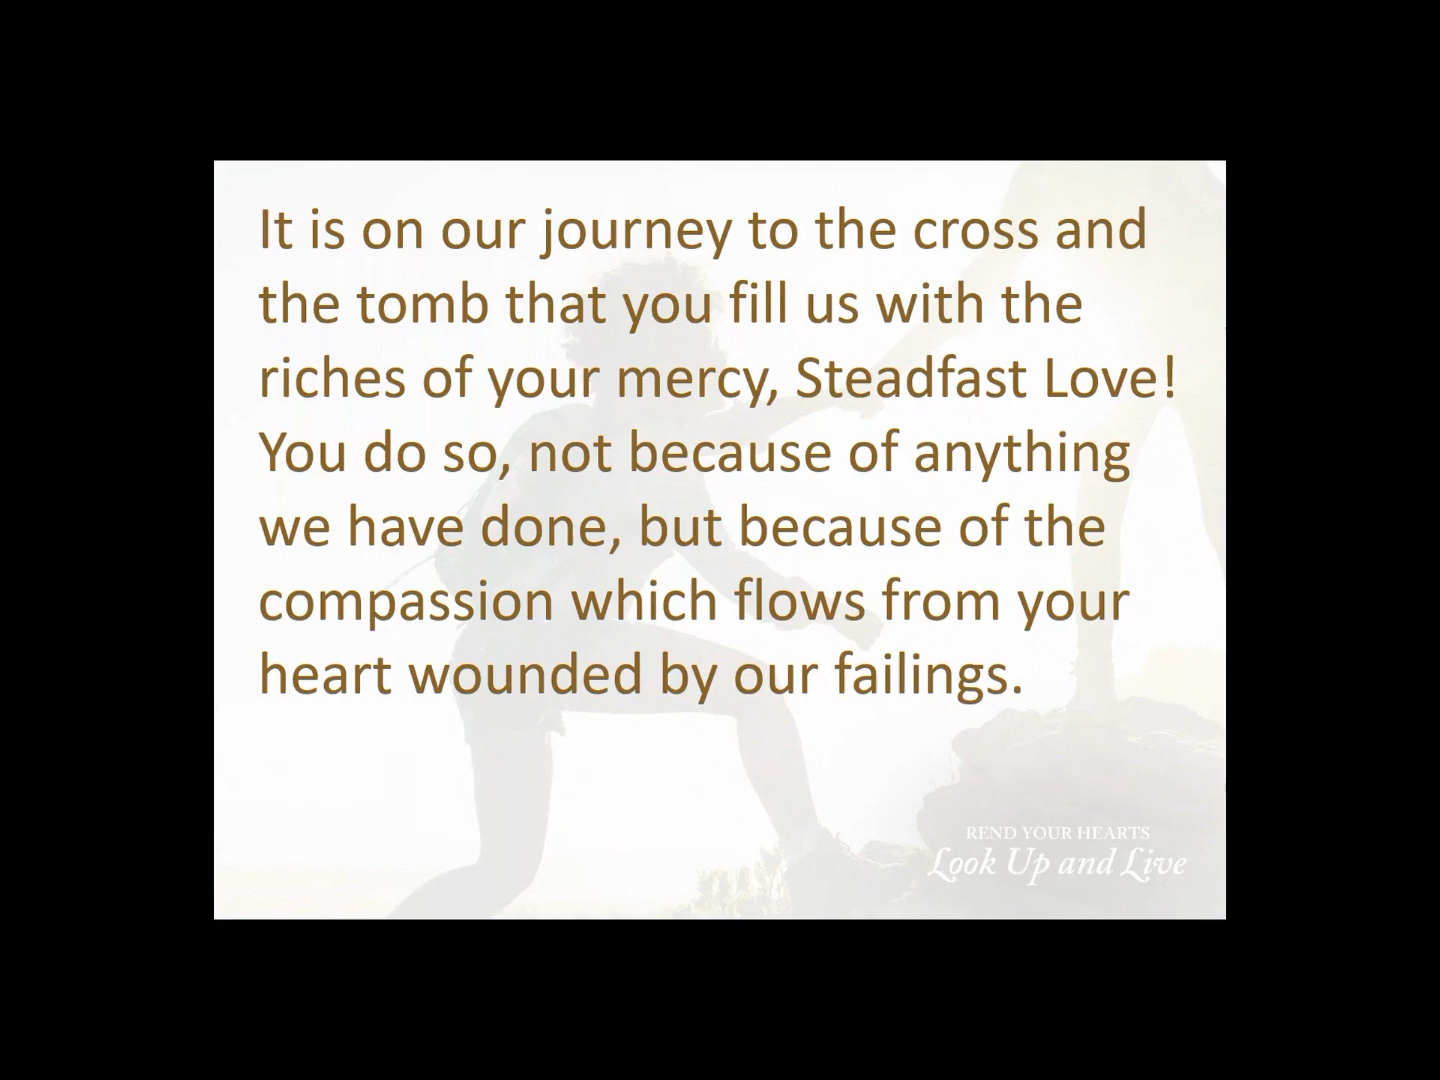 It is on our journey to the cross and
the tomb that you fill us with the
riches of your mercy, Steadfast Love!
You do so, not because of anything
we have done, but because of the
compassion which flows from your
heart wounded by our failings.
REND YOUR HEARTS
Look Up and Live